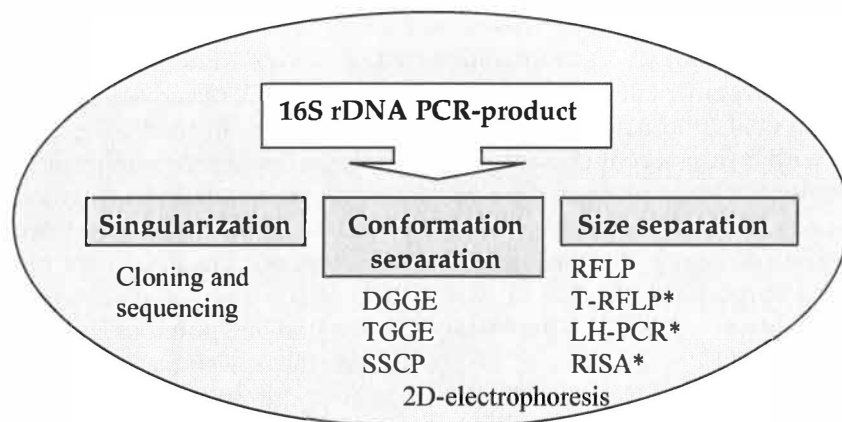 16S rDNA PCR-product
Singularization
Cloning and
sequencing
Conformation
separation
DGGE
TGGE
SSCP
Size separation
RFLP
T-RFLP*
LH-PCR*
RISA*
2D-electrophoresis